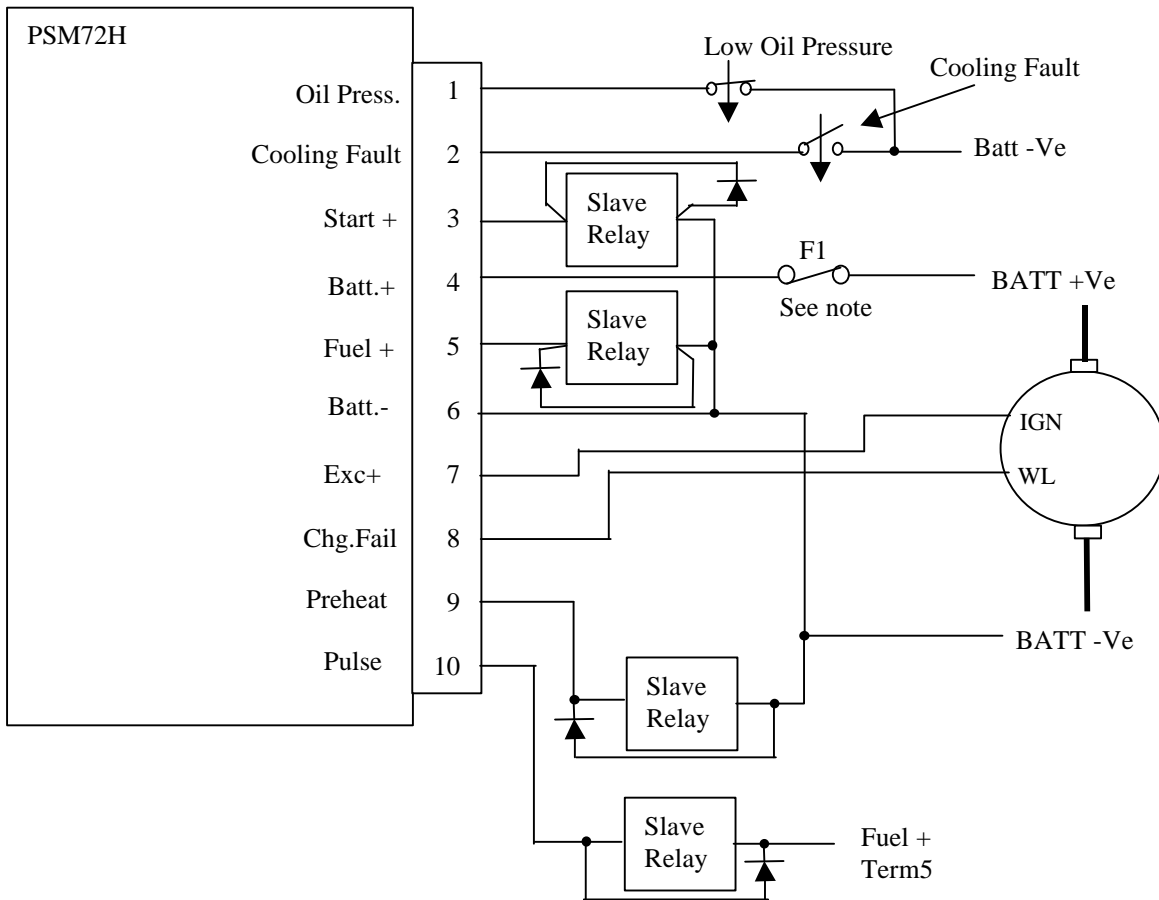 PSM72H
Low Oil Pressure
Cooling Fault
Oil Press.
1
Cooling Fault
2
Batt -Ve
Start +
3
Slave
Relay
F1
Batt.+
4
BATT +Ve
See note
Fuel +
5
Slave
Relay
Batt.-
6
IGN
Exc+
7
WL
Chg.Fail
8
Preheat
9
BATT -Ve
Pulse
10
Slave
Relay
Slave
Relay
Fuel +
Term5